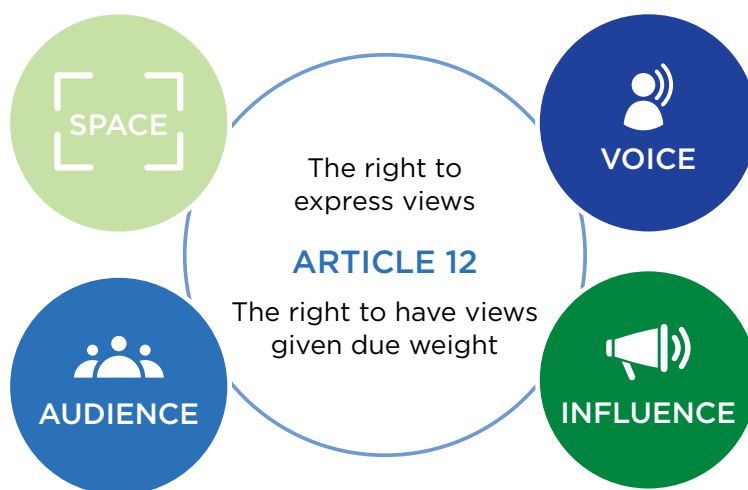 SPACE
VOICE
The right to
express views
ARTICLE 12
The right to have views
given due weight
AUDIENCE
INFLUENCE